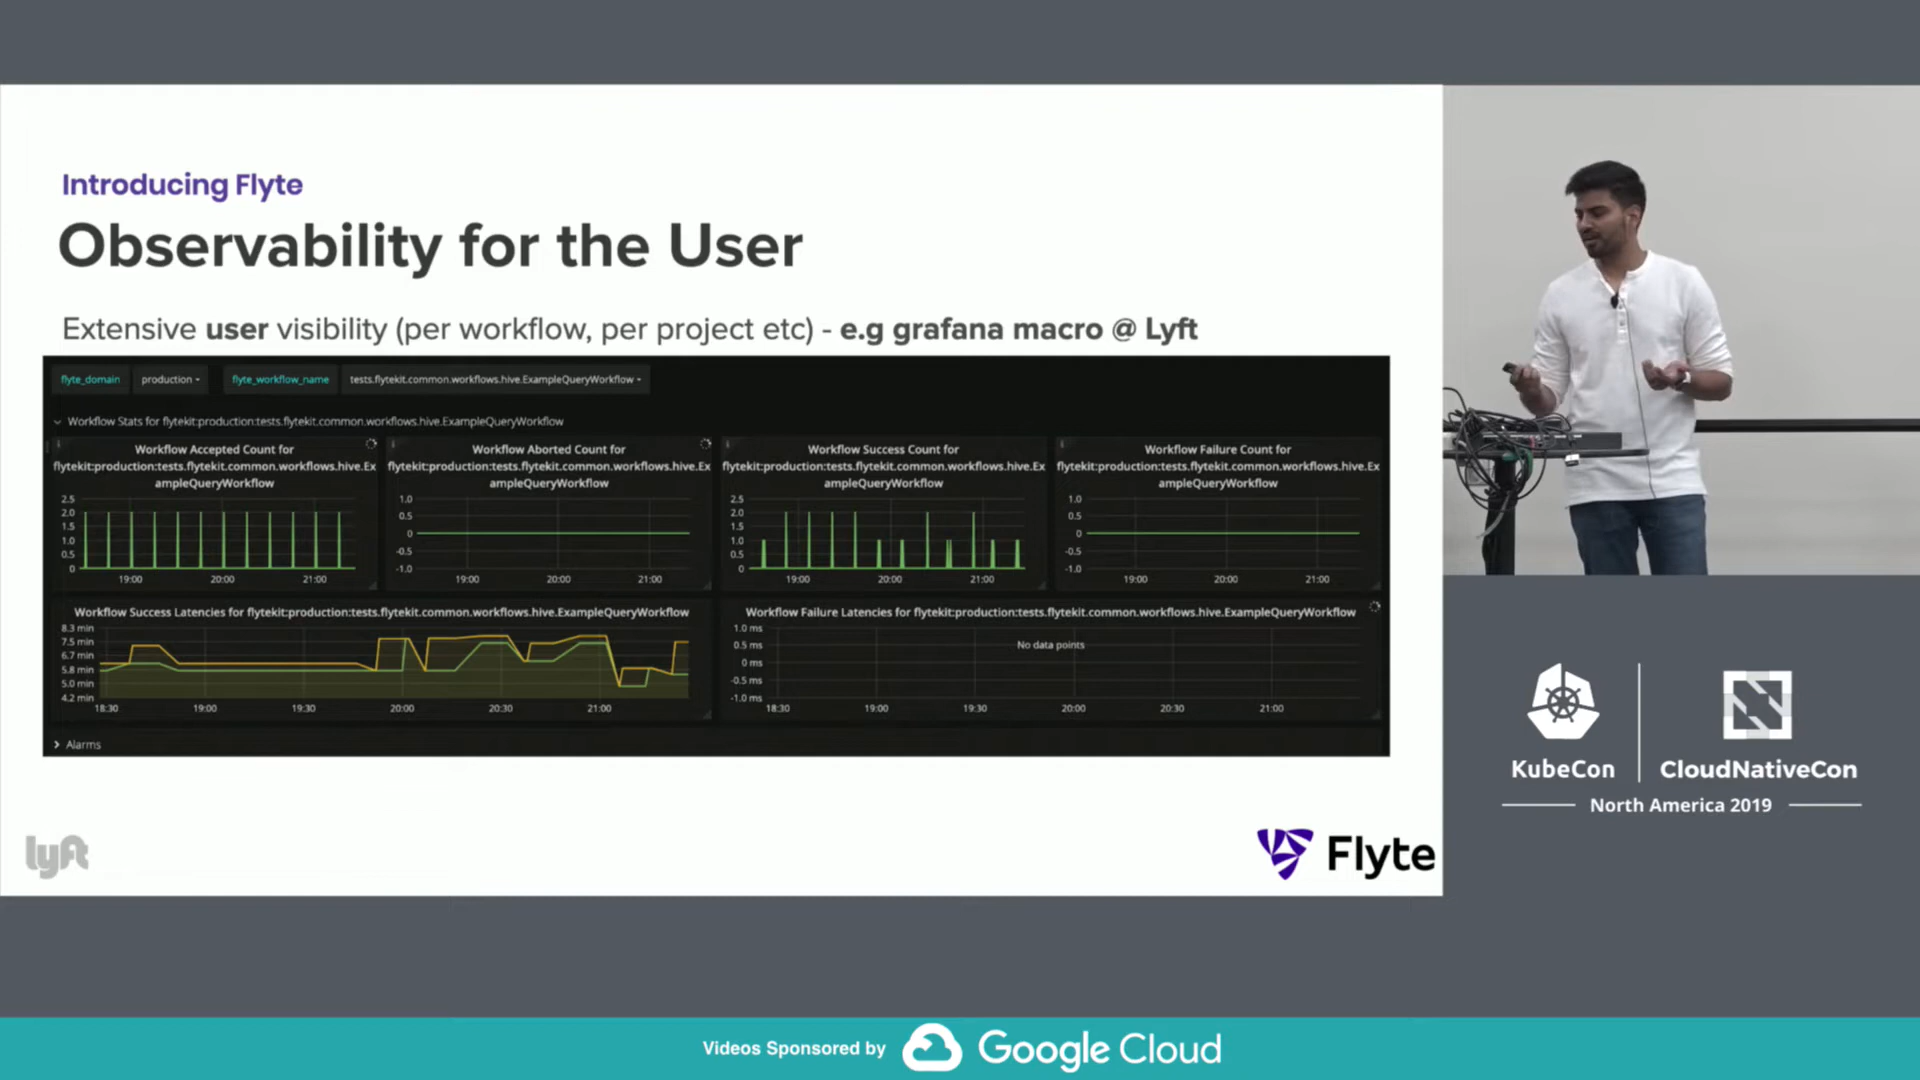 Introducing Flyte
Observability for the User
Extensive user visibility (per workflow, per project etc) - e.g grafana macro @ Lyft
flyte_domain production flyte_workflow_name tests.flytekit.common.workflows.hive.ExampleQueryWorkflow
Workflow Stats for flytekit:production:tests.flytekit.common.workflows.hive.ExampleQueryWorkflow
Workflow Accepted Count for
flytekit:production:tests.flytekit.common.workflows.hive.Ex
ampleQueryWorkflow
2.5
2.0
1.5
1.0
0.5
0
19:00 20:00 21:00
Workflow Aborted Count for
flytekit:production:tests.flytekit.common.workflows.hive.Ex
ampleQueryWorkflow
1.0
0.5
0
-0.5
-1.0
19:00 20:00 21:00
Workflow Success Count for
flytekit:production:tests.flytekit.common.workflows.hive.Ex
ampleQueryWorkflow
2.5
2.0
1.5
1.0
0.5
0
19:00 20:00 21:00
Workflow Failure Count for
flytekit:production:tests.flytekit.common.workflows.hive.Ex
ampleQueryWorkflow
1.0
0.5
0
-0.5
-1.0
19:00 20:00 21:00
Workflow Success Latencies for flytekit:production:tests.flytekit.common.workflows.hive.ExampleQueryWorkflow
8.3 min
7.5 min
6.7 min
5.8 min
5.0 min
4.2 min
18:30 19:00 19:30 20:00 20:30 21:00
Workflow Failure Latencies for flytekit:production:tests.flytekit.common.workflows.hive.ExampleQueryWorkflow
1.0 ms
0.5 ms
0 ms
-0.5 ms
-1.0 ms
No data points
18:30 19:00 19:30 20:00 20:30 21:00
Alarms
lyft
Flyte
KubeCon
CloudNativeCon
North America 2019
Videos Sponsored by
Google Cloud